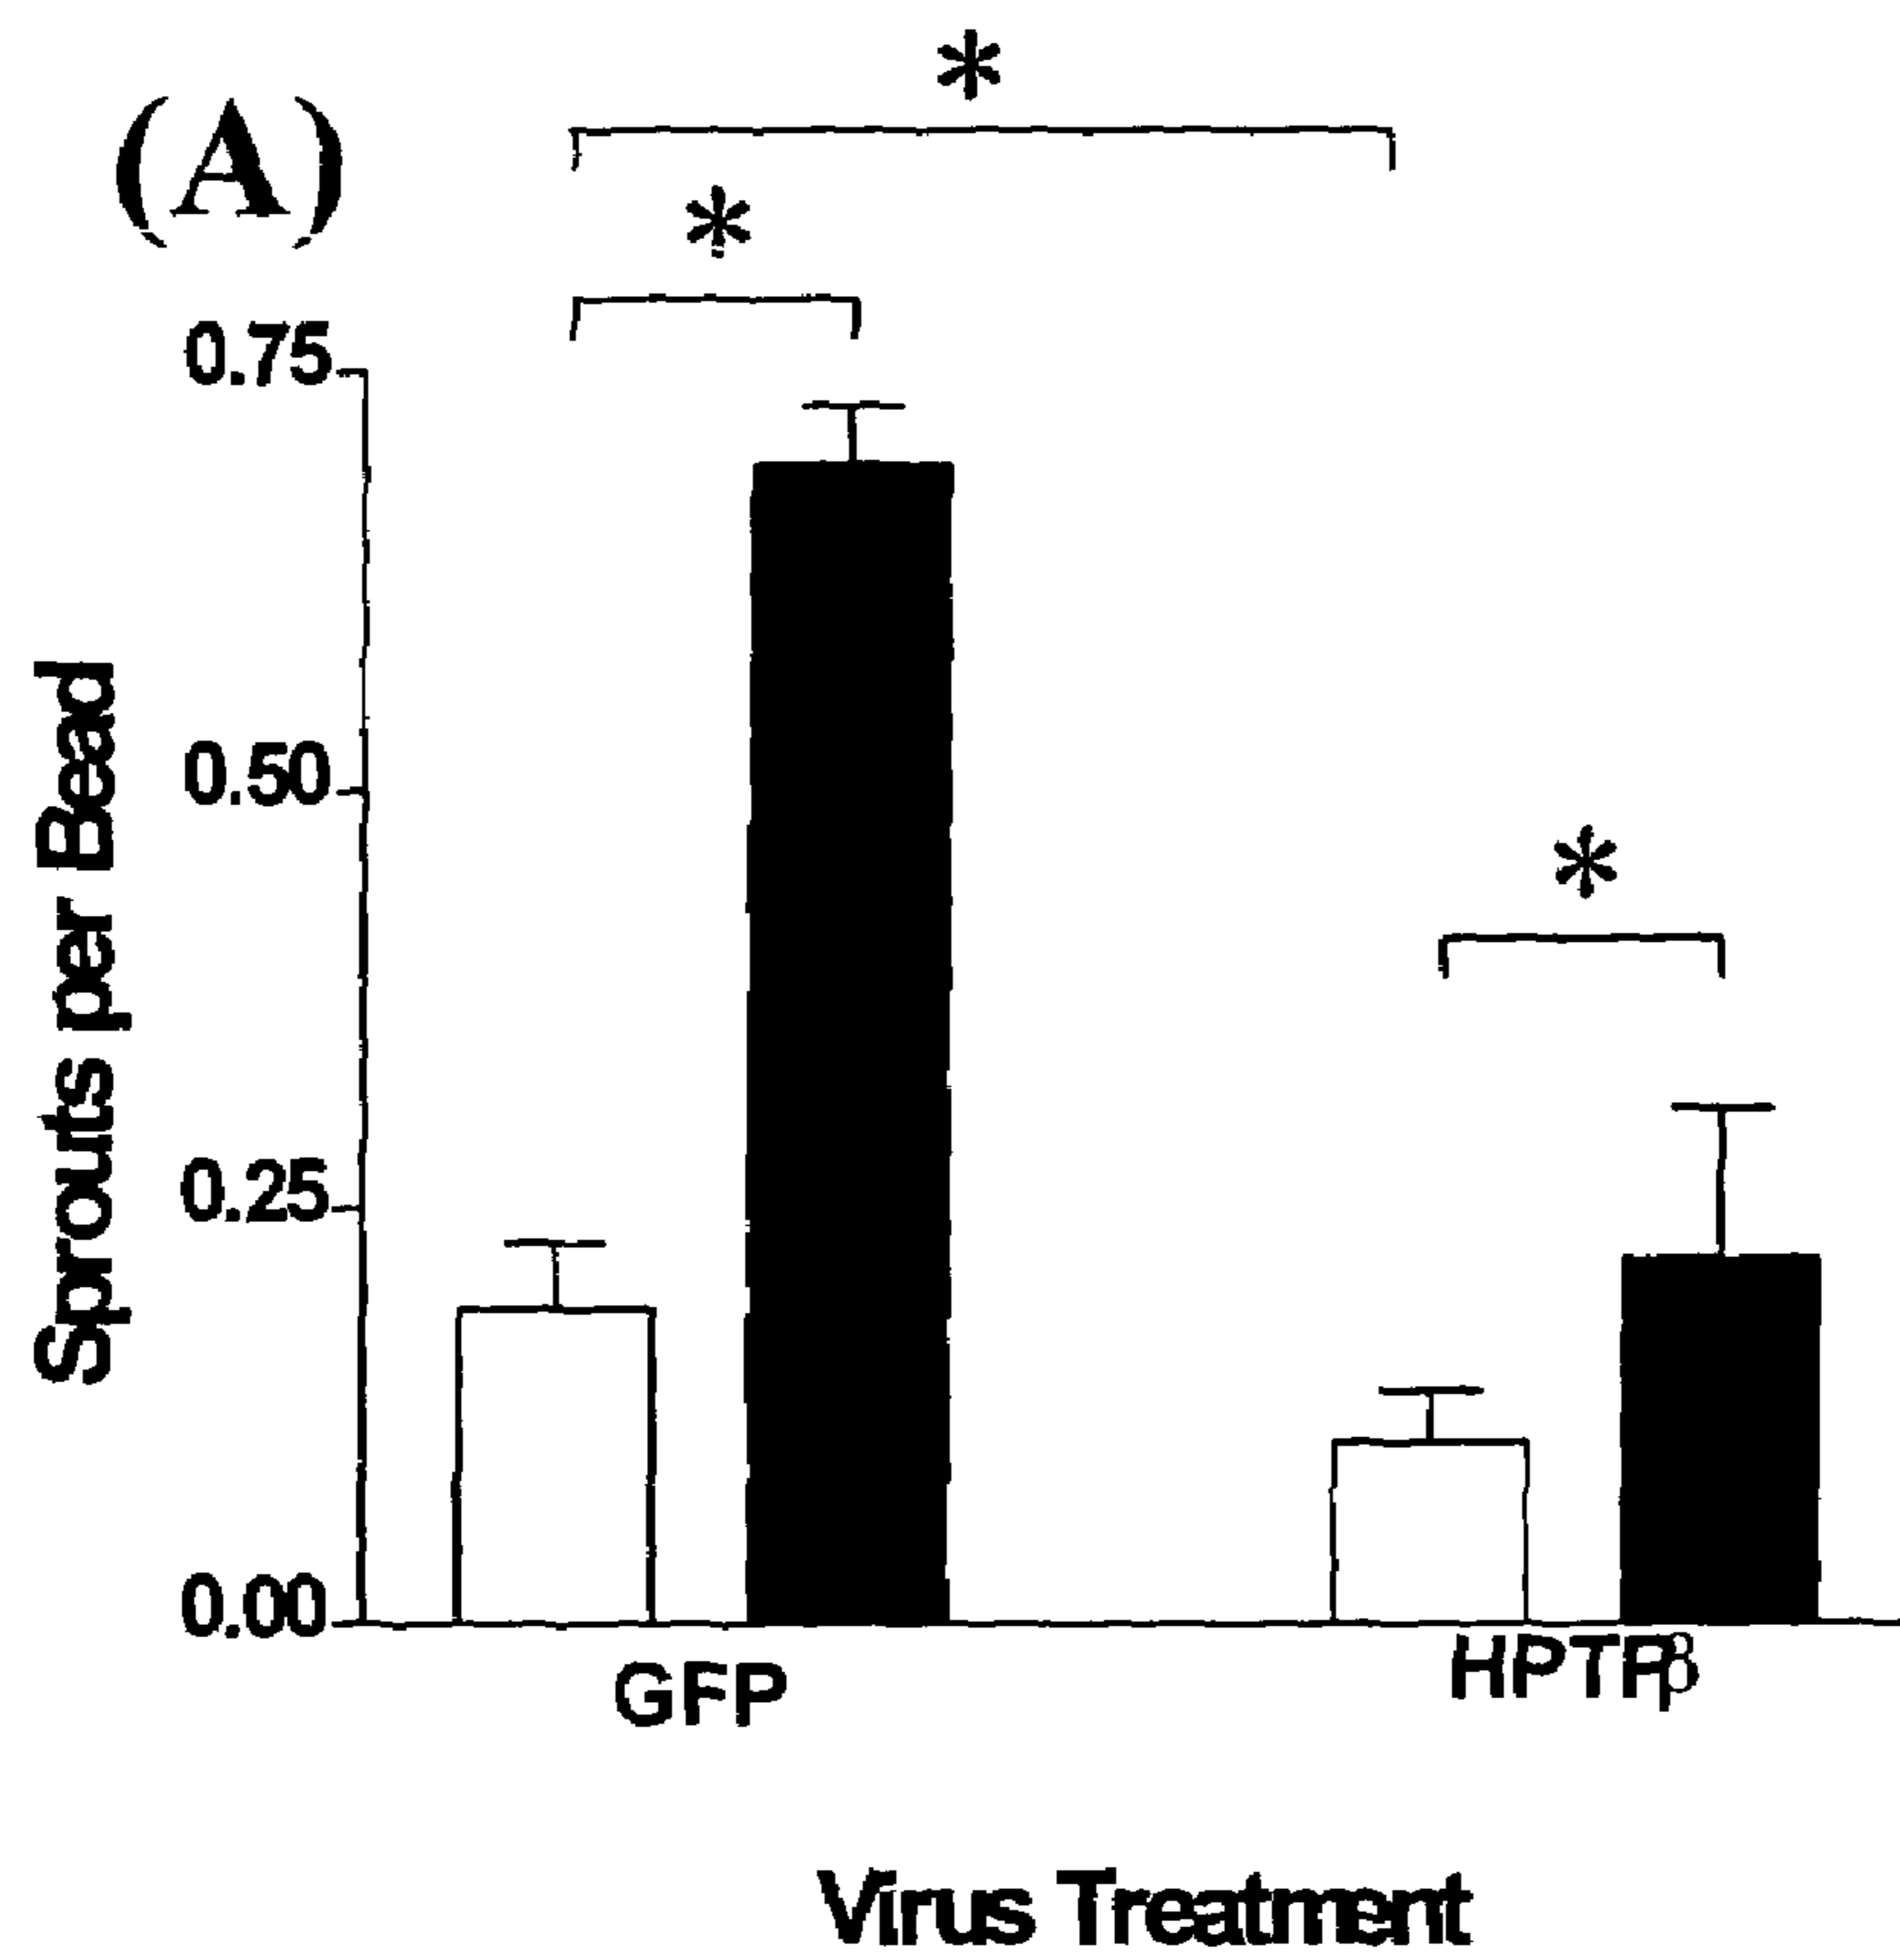 *
(A)
*
0.75
0.50
*
0.25
0.00
Sprouts per Bead
GFP
HPTPβ
Virus Treatment